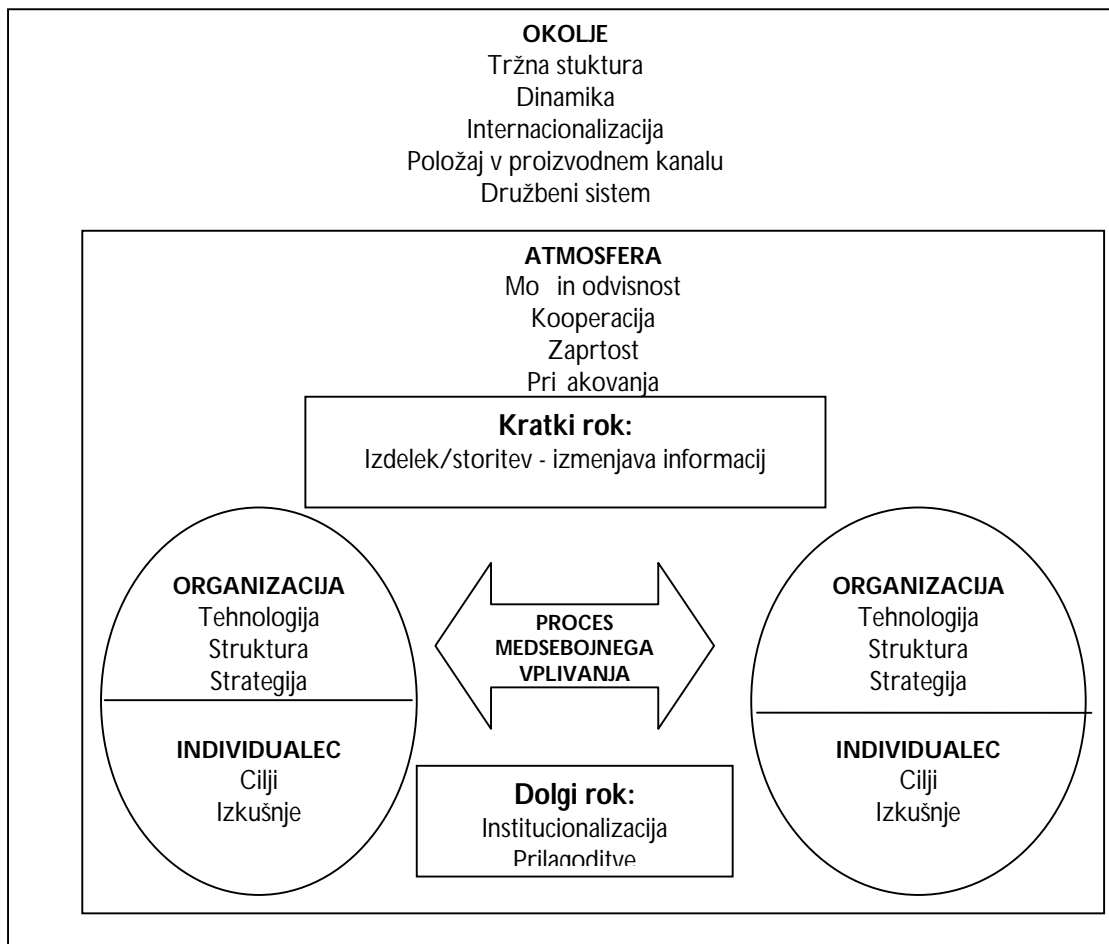 OKOLJE
Tržna stuktura
Dinamika
Internacionalizacija
Položaj v proizvodnem kanalu
Družbeni sistem
ATMOSFERA
Mo in odvisnost
Kooperacija
Zaprtost
Pri akovanja
Kratki rok:
Izdelek/storitev - izmenjava informacij
ORGANIZACIJA
Tehnologija
Struktura
Strategija
INDIVIDUALEC
Cilji
Izkušnje
PROCES
MEDSEBOJNEGA
VPLIVANJA
Dolgi rok:
Institucionalizacija
Prilagoditve
ORGANIZACIJA
Tehnologija
Struktura
Strategija
INDIVIDUALEC
Cilji
Izkušnje